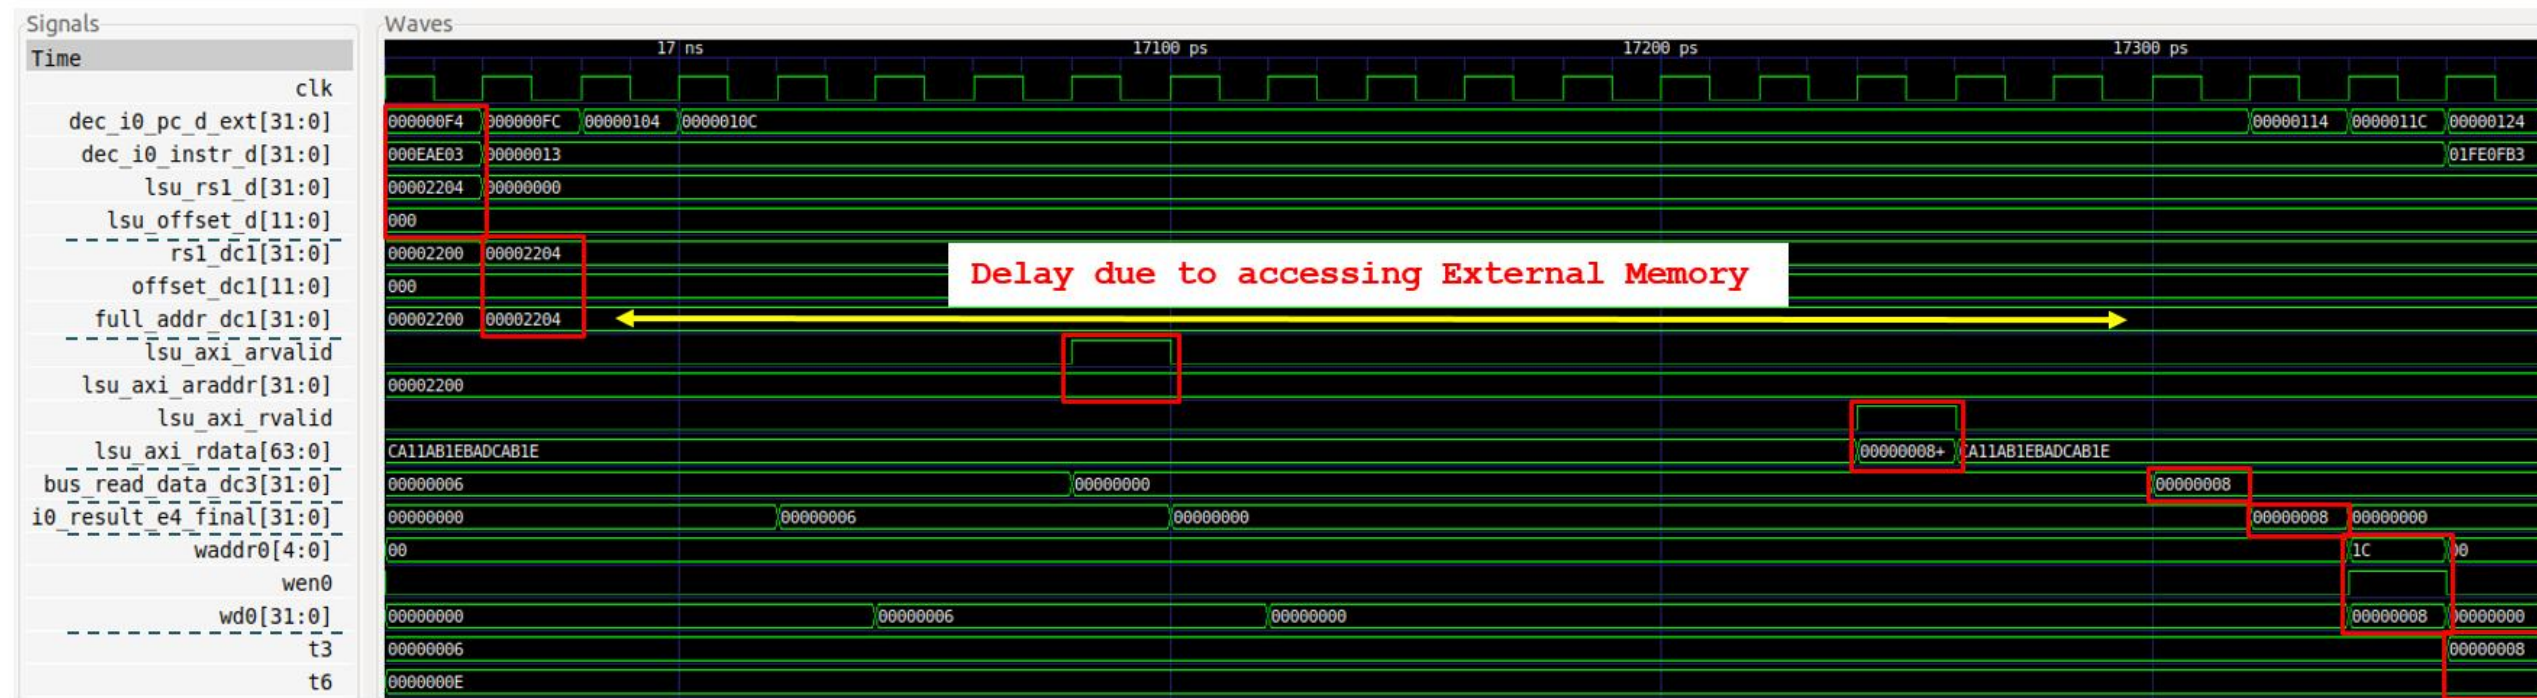 Signals Waves
Time 17 ns 17100 ps 17200 ps 17300 ps
clk
dec_i0_pc_d_ext[31:0] 000000F4 000000FC 00000104 0000010C 00000114 0000011C 00000124
dec_i0_instr_d[31:0] 000EAE03 00000013 01FE0FB3
lsu_rs1_d[31:0] 00002204 00000000
lsu_offset_d[11:0] 000
rs1_dc1[31:0] 00002200 00002204
Delay due to accessing External Memory
offset_dc1[11:0] 000
full_addr_dc1[31:0] 00002200 00002204
lsu_axi_arvalid
lsu_axi_araddr[31:0] 00002200
lsu_axi_rvalid
lsu_axi_rdata[63:0] CA11AB1EBADCAB1E 00000008+ CA11AB1EBADCAB1E
bus_read_data_dc3[31:0] 00000006 00000000 00000008
i0_result_e4_final[31:0] 00000000 00000006 00000000 00000008 00000000
waddr0[4:0] 00 1C 00
wen0
wd0[31:0] 00000000 00000006 00000000 00000008 00000000
t3 00000006 00000008
t6 0000000E